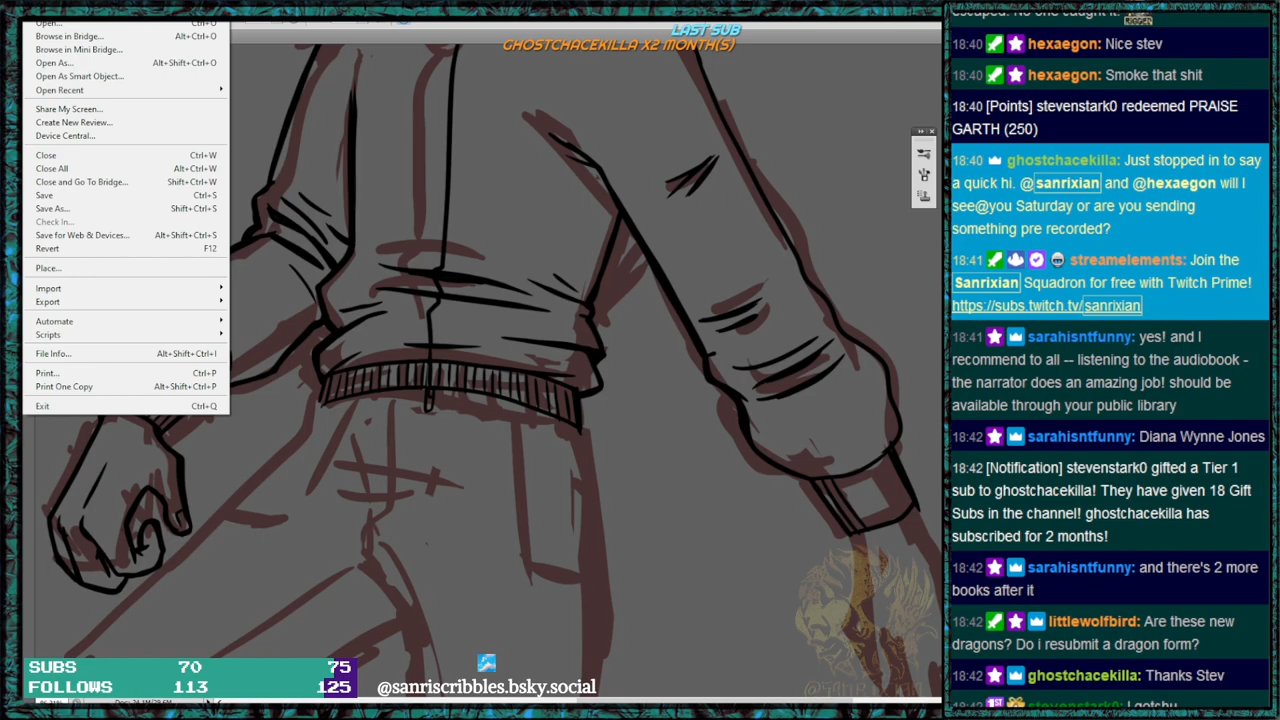 Open... Ctrl+O
Browse in Bridge... Alt+Ctrl+O
Browse in Mini Bridge...
Open As... Alt+Shift+Ctrl+O
Open As Smart Object...
Open Recent
Share My Screen...
Create New Review...
Device Central...
Close Ctrl+W
Close All Alt+Ctrl+W
Close and Go To Bridge... Shift+Ctrl+W
Save Ctrl+S
Save As... Shift+Ctrl+S
Check In...
Save for Web & Devices... Alt+Shift+Ctrl+S
Revert F12
Place...
Import
Export
Automate
Scripts
File Info... Alt+Shift+Ctrl+I
Print... Ctrl+P
Print One Copy Alt+Shift+Ctrl+P
Exit Ctrl+Q
LAST SUB
GHOSTCHACEKILLA X2 MONTH(S)
SUBS 70 75
FOLLOWS 113 125
@sanriscribbles.bsky.social
escaped. No one caught it.
18:40 hexaegon: Nice stev
18:40 hexaegon: Smoke that shit
18:40 [Points] stevenstark0 redeemed PRAISE
GARTH (250)
18:40 ghostchacekilla: Just stopped in to say
a quick hi. @sanrixian and @hexaegon will I
see@you Saturday or are you sending
something pre recorded?
18:41 streamelements: Join the
Sanrixian Squadron for free with Twitch Prime!
https://subs.twitch.tv/sanrixian
18:41 sarahisntfunny: yes! and I
recommend to all -- listening to the audiobook -
the narrator does an amazing job! should be
available through your public library
18:42 sarahisntfunny: Diana Wynne Jones
18:42 [Notification] stevenstark0 gifted a Tier 1
sub to ghostchacekilla! They have given 18 Gift
Subs in the channel! ghostchacekilla has
subscribed for 2 months!
18:42 sarahisntfunny: and there's 2 more
books after it
18:42 littlewolfbird: Are these new
dragons? Do i resubmit a dragon form?
18:42 ghostchacekilla: Thanks Stev
18:42 stevenstark0: I gotchu